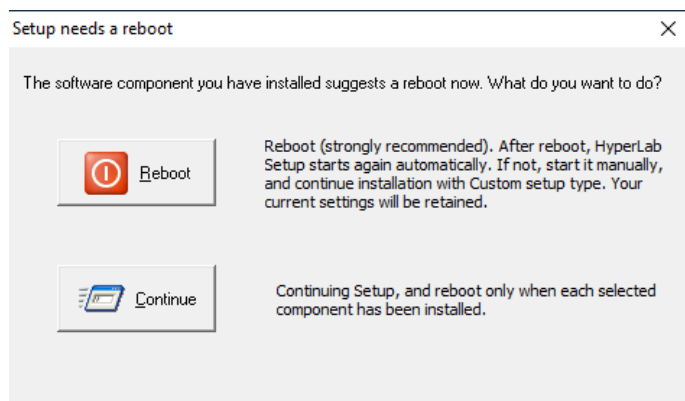 Setup needs a reboot
The software component you have installed suggests a reboot now. What do you want to do?
Reboot
Reboot (strongly recommended). After reboot, HyperLab
Setup starts again automatically. If not, start it manually,
and continue installation with Custom setup type. Your
current settings will be retained.
Continue
Continuing Setup, and reboot only when each selected
component has been installed.